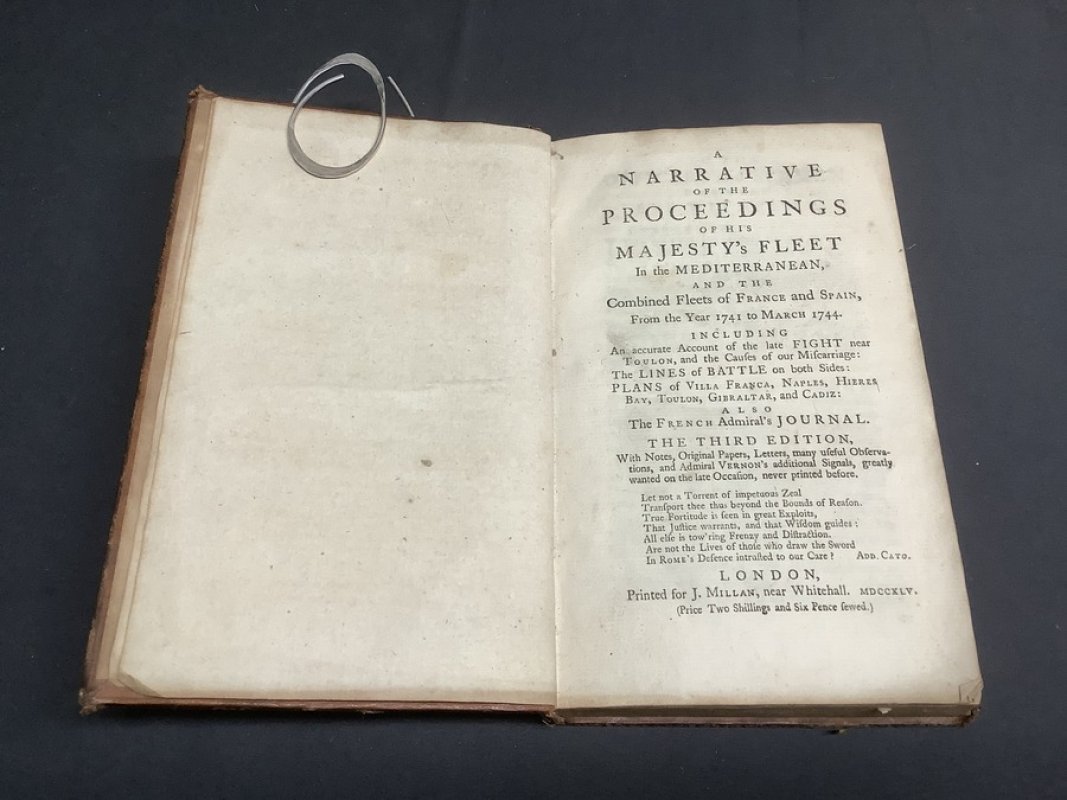 A
NARRATIVE
OF THE
PROCEEDINGS
OF HIS
MAJESTY's FLEET
In the MEDITERRANEAN,
AND THE
Combined Fleets of FRANCE and SPAIN,
From the Year 1741 to MARCH 1744.
INCLUDING
An accurate Account of the late FIGHT near
TOULON, and the Cauſes of our Miſcarriage:
The LINES of BATTLE on both Sides:
PLANS of VILLA FRANCA, NAPLES, HIERES
BAY, TOULON, GIBRALTAR, and CADIZ:
ALSO
The FRENCH Admiral's JOURNAL.
THE THIRD EDITION,
With Notes, Original Papers, Letters, many uſeful Obſerva-
tions, and Admiral VERNON's additional Signals, greatly
wanted on the late Occaſion, never printed before.
Let not a Torrent of impetuous Zeal
Tranſport thee thus beyond the Bounds of Reaſon.
True Fortitude is ſeen in great Exploits,
That Juſtice warrants, and that Wiſdom guides:
All elſe is tow'ring Frenzy and Diſtraction.
Are not the Lives of thoſe who draw the Sword
In ROME's Defence intruſted to our Care? ADD. CATO.
LONDON,
Printed for J. MILLAN, near Whitehall. MDCCXLV.
(Price Two Shillings and Six Pence ſewed.)